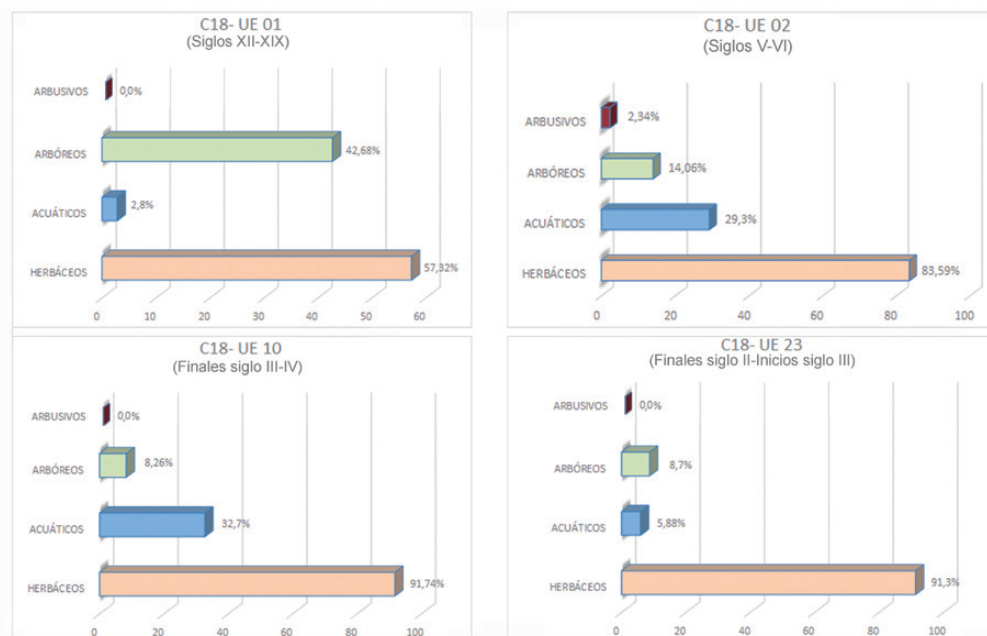 C18- UE 01
(Siglos XII-XIX)
ARBUSIVOS 0,0%
ARBÓREOS 42,68%
ACUÁTICOS 2,8%
HERBÁCEOS 57,32%
0 10 20 30 40 50 60
C18- UE 02
(Siglos V-VI)
ARBUSIVOS 2,34%
ARBÓREOS 14,06%
ACUÁTICOS 29,3%
HERBÁCEOS 83,59%
0 20 40 60 80 100
C18- UE 10
(Finales siglo III-IV)
ARBUSIVOS 0,0%
ARBÓREOS 8,26%
ACUÁTICOS 32,7%
HERBÁCEOS 91,74%
0 20 40 60 80 100
C18- UE 23
(Finales siglo II-Inicios siglo III)
ARBUSIVOS 0,0%
ARBÓREOS 8,7%
ACUÁTICOS 5,88%
HERBÁCEOS 91,3%
0 20 40 60 80 100